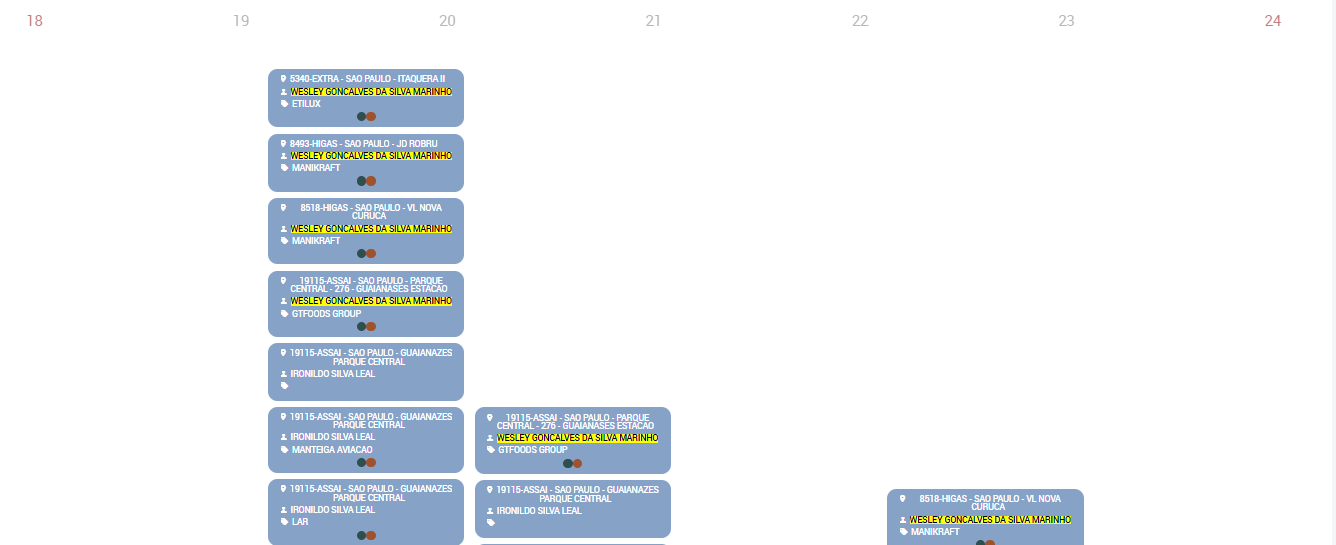 18 19 20 21 22 23 24
5340-EXTRA - SAO PAULO - ITAQUERA II
WESLEY GONCALVES DA SILVA MARINHO
ETILUX
8493-HIGAS - SAO PAULO - JD ROBRU
WESLEY GONCALVES DA SILVA MARINHO
MANIKRAFT
8518-HIGAS - SAO PAULO - VL NOVA
CURUCA
WESLEY GONCALVES DA SILVA MARINHO
MANIKRAFT
19115-ASSAI - SAO PAULO - PARQUE
CENTRAL - 276 - GUAIANASES ESTACAO
WESLEY GONCALVES DA SILVA MARINHO
GTFOODS GROUP
19115-ASSAI - SAO PAULO - GUAIANAZES
PARQUE CENTRAL
IRONILDO SILVA LEAL
19115-ASSAI - SAO PAULO - GUAIANAZES
PARQUE CENTRAL
IRONILDO SILVA LEAL
MANTEIGA AVIACAO
19115-ASSAI - SAO PAULO - GUAIANAZES
PARQUE CENTRAL
IRONILDO SILVA LEAL
LAR
19115-ASSAI - SAO PAULO - PARQUE
CENTRAL - 276 - GUAIANASES ESTACAO
WESLEY GONCALVES DA SILVA MARINHO
GTFOODS GROUP
19115-ASSAI - SAO PAULO - GUAIANAZES
PARQUE CENTRAL
IRONILDO SILVA LEAL
8518-HIGAS - SAO PAULO - VL NOVA
CURUCA
WESLEY GONCALVES DA SILVA MARINHO
MANIKRAFT